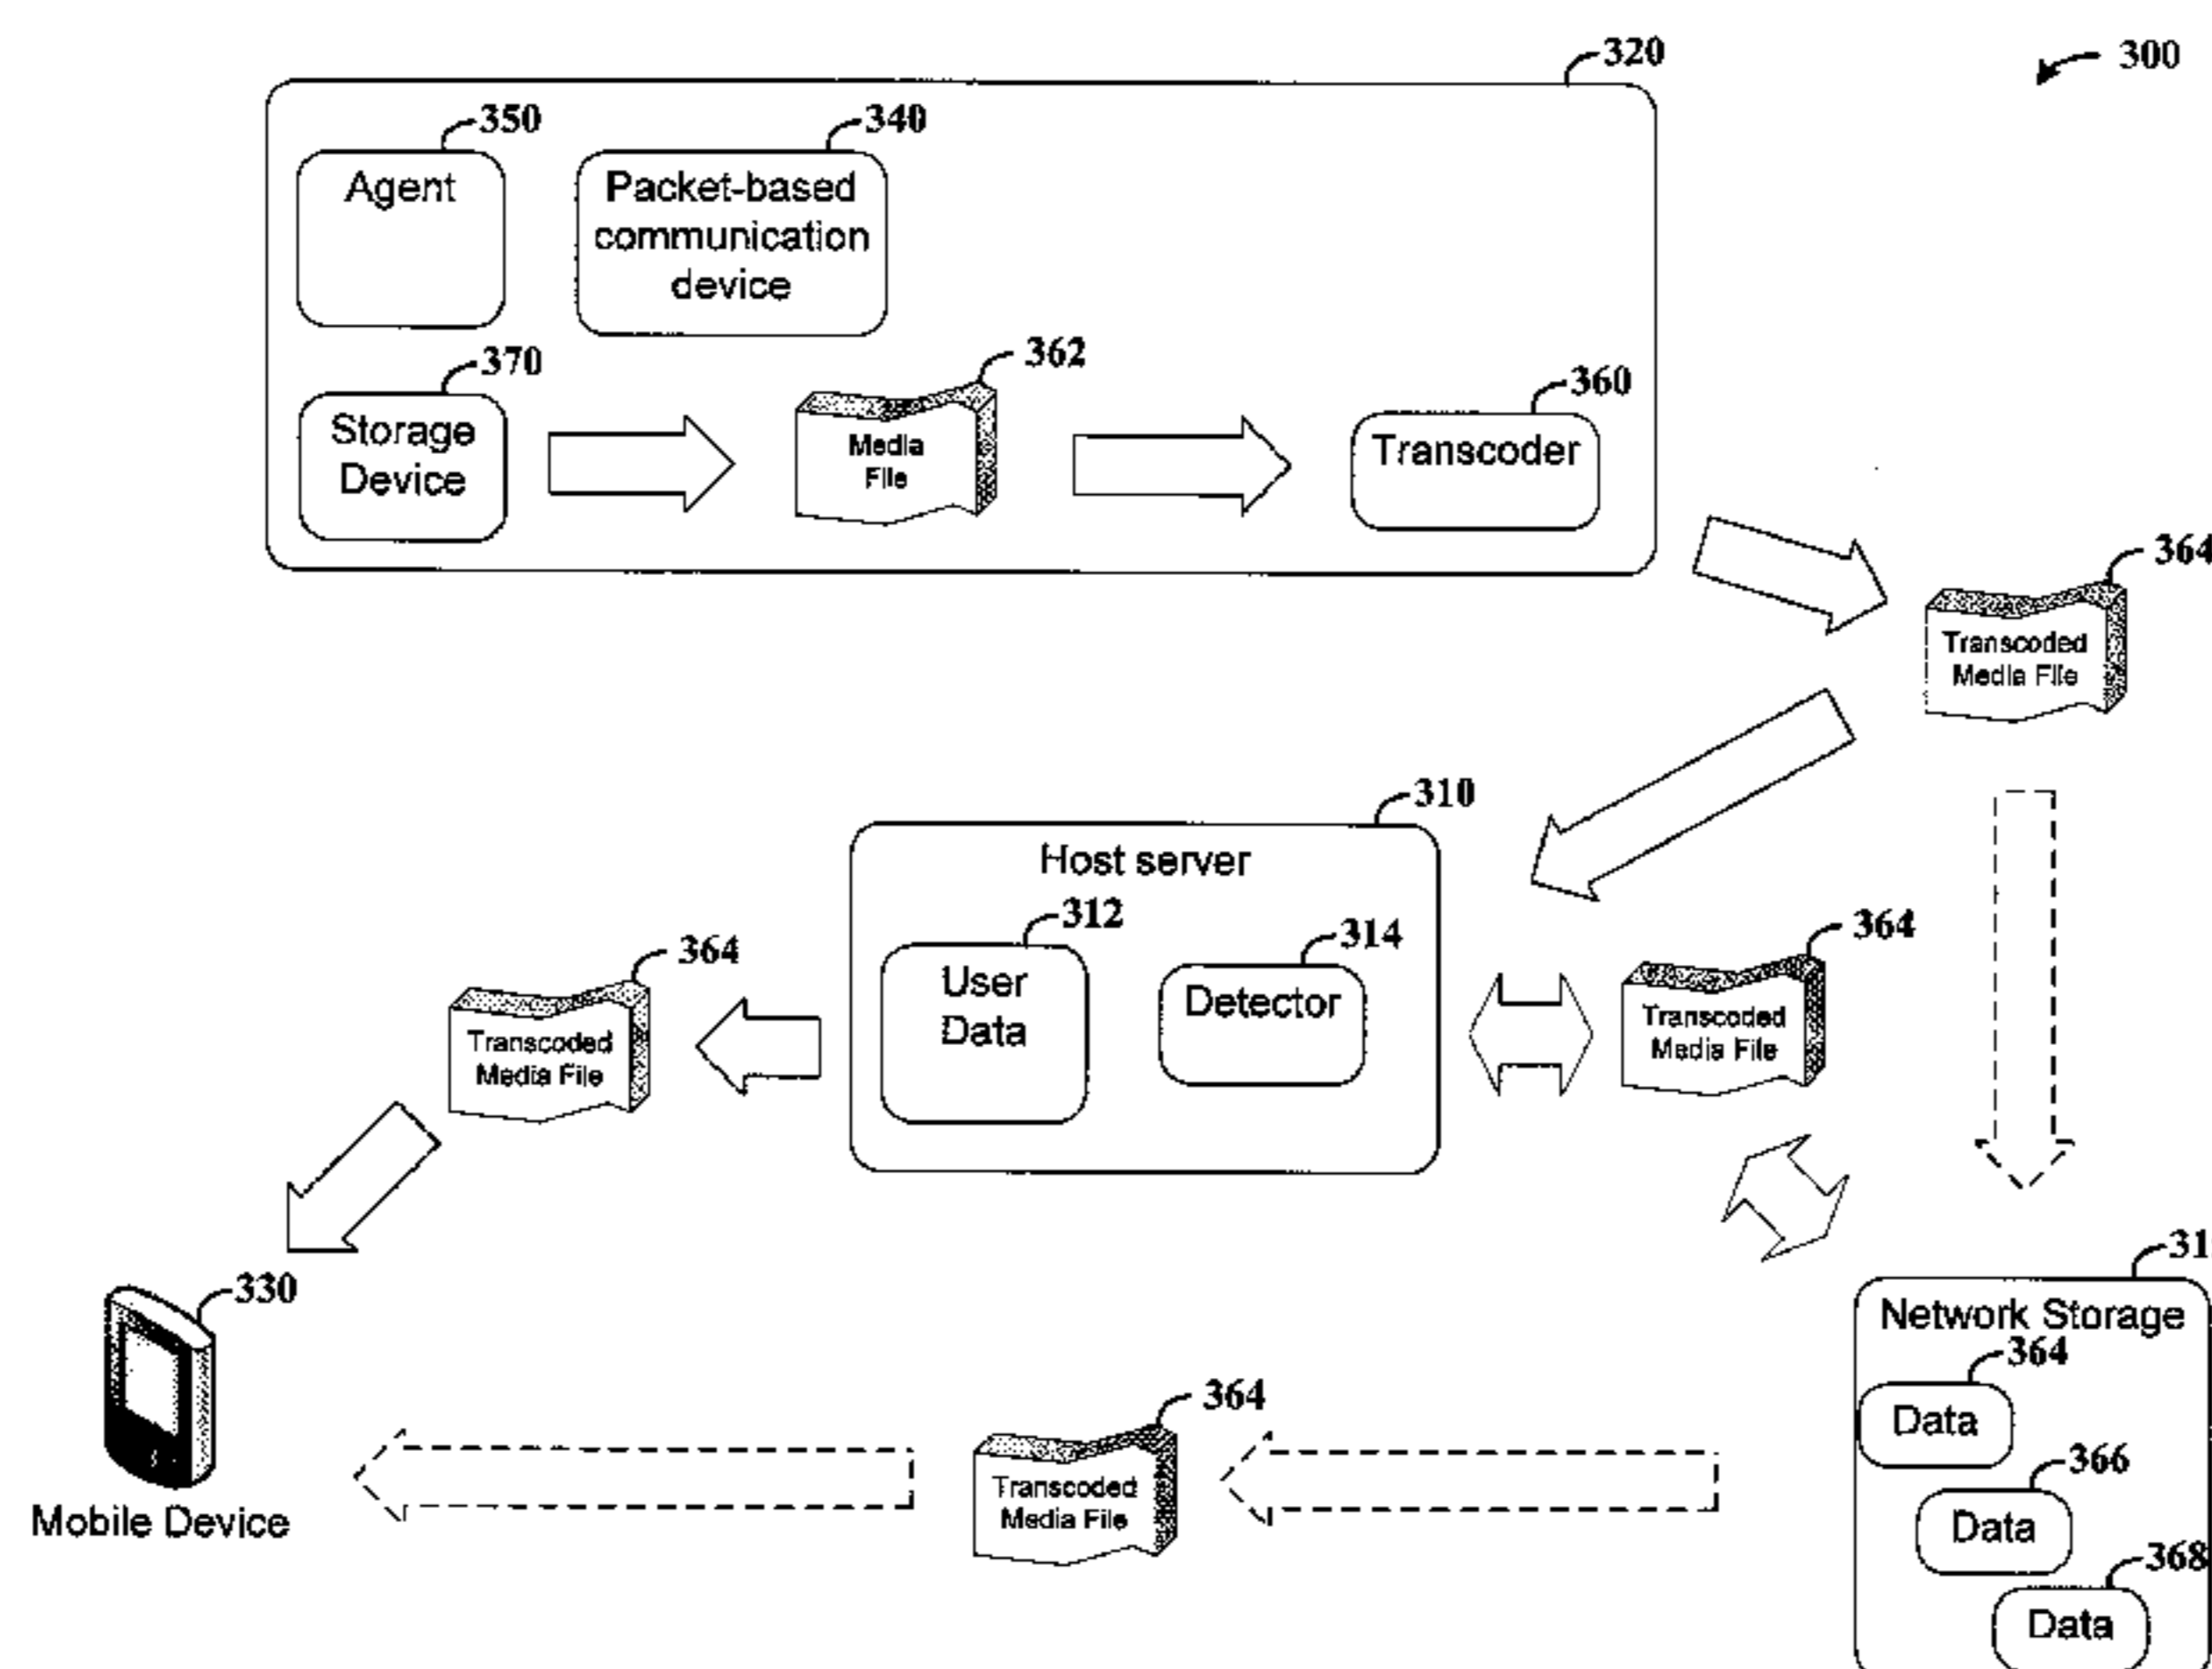 320
300
350
340
Agent
Packet-based
communication
device
370
362
360
Storage
Device
Media
File
Transcoder
364
Transcoded
Media File
310
Host server
312
314
364
364
User
Data
Detector
Transcoded
Media File
Transcoded
Media File
330
31
Network Storage
364
Data
364
366
Data
Transcoded
Media File
Mobile Device
368
Data